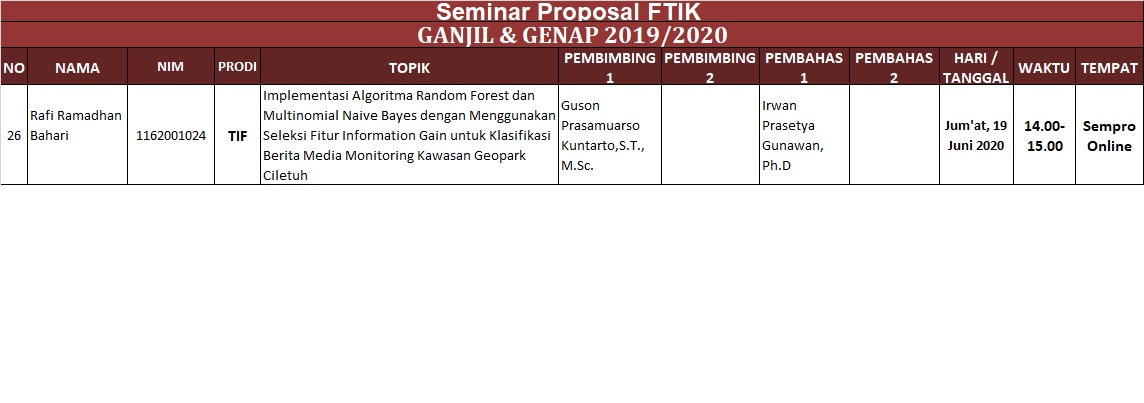 Seminar Proposal FTIK
GANJIL & GENAP 2019/2020
NO
NAMA
NIM
PRODI
TOPIK
PEMBIMBING
1
PEMBIMBING
2
PEMBAHAS
1
PEMBAHAS
2
HARI /
TANGGAL
WAKTU
TEMPAT
26
Rafi Ramadhan
Bahari
1162001024
TIF
Implementasi Algoritma Random Forest dan
Multinomial Naive Bayes dengan Menggunakan
Seleksi Fitur Information Gain untuk Klasifikasi
Berita Media Monitoring Kawasan Geopark
Ciletuh
Guson
Prasamuarso
Kuntarto,S.T.,
M.Sc.
Irwan
Prasetya
Gunawan,
Ph.D
Jum'at, 19
Juni 2020
14.00-
15.00
Sempro
Online